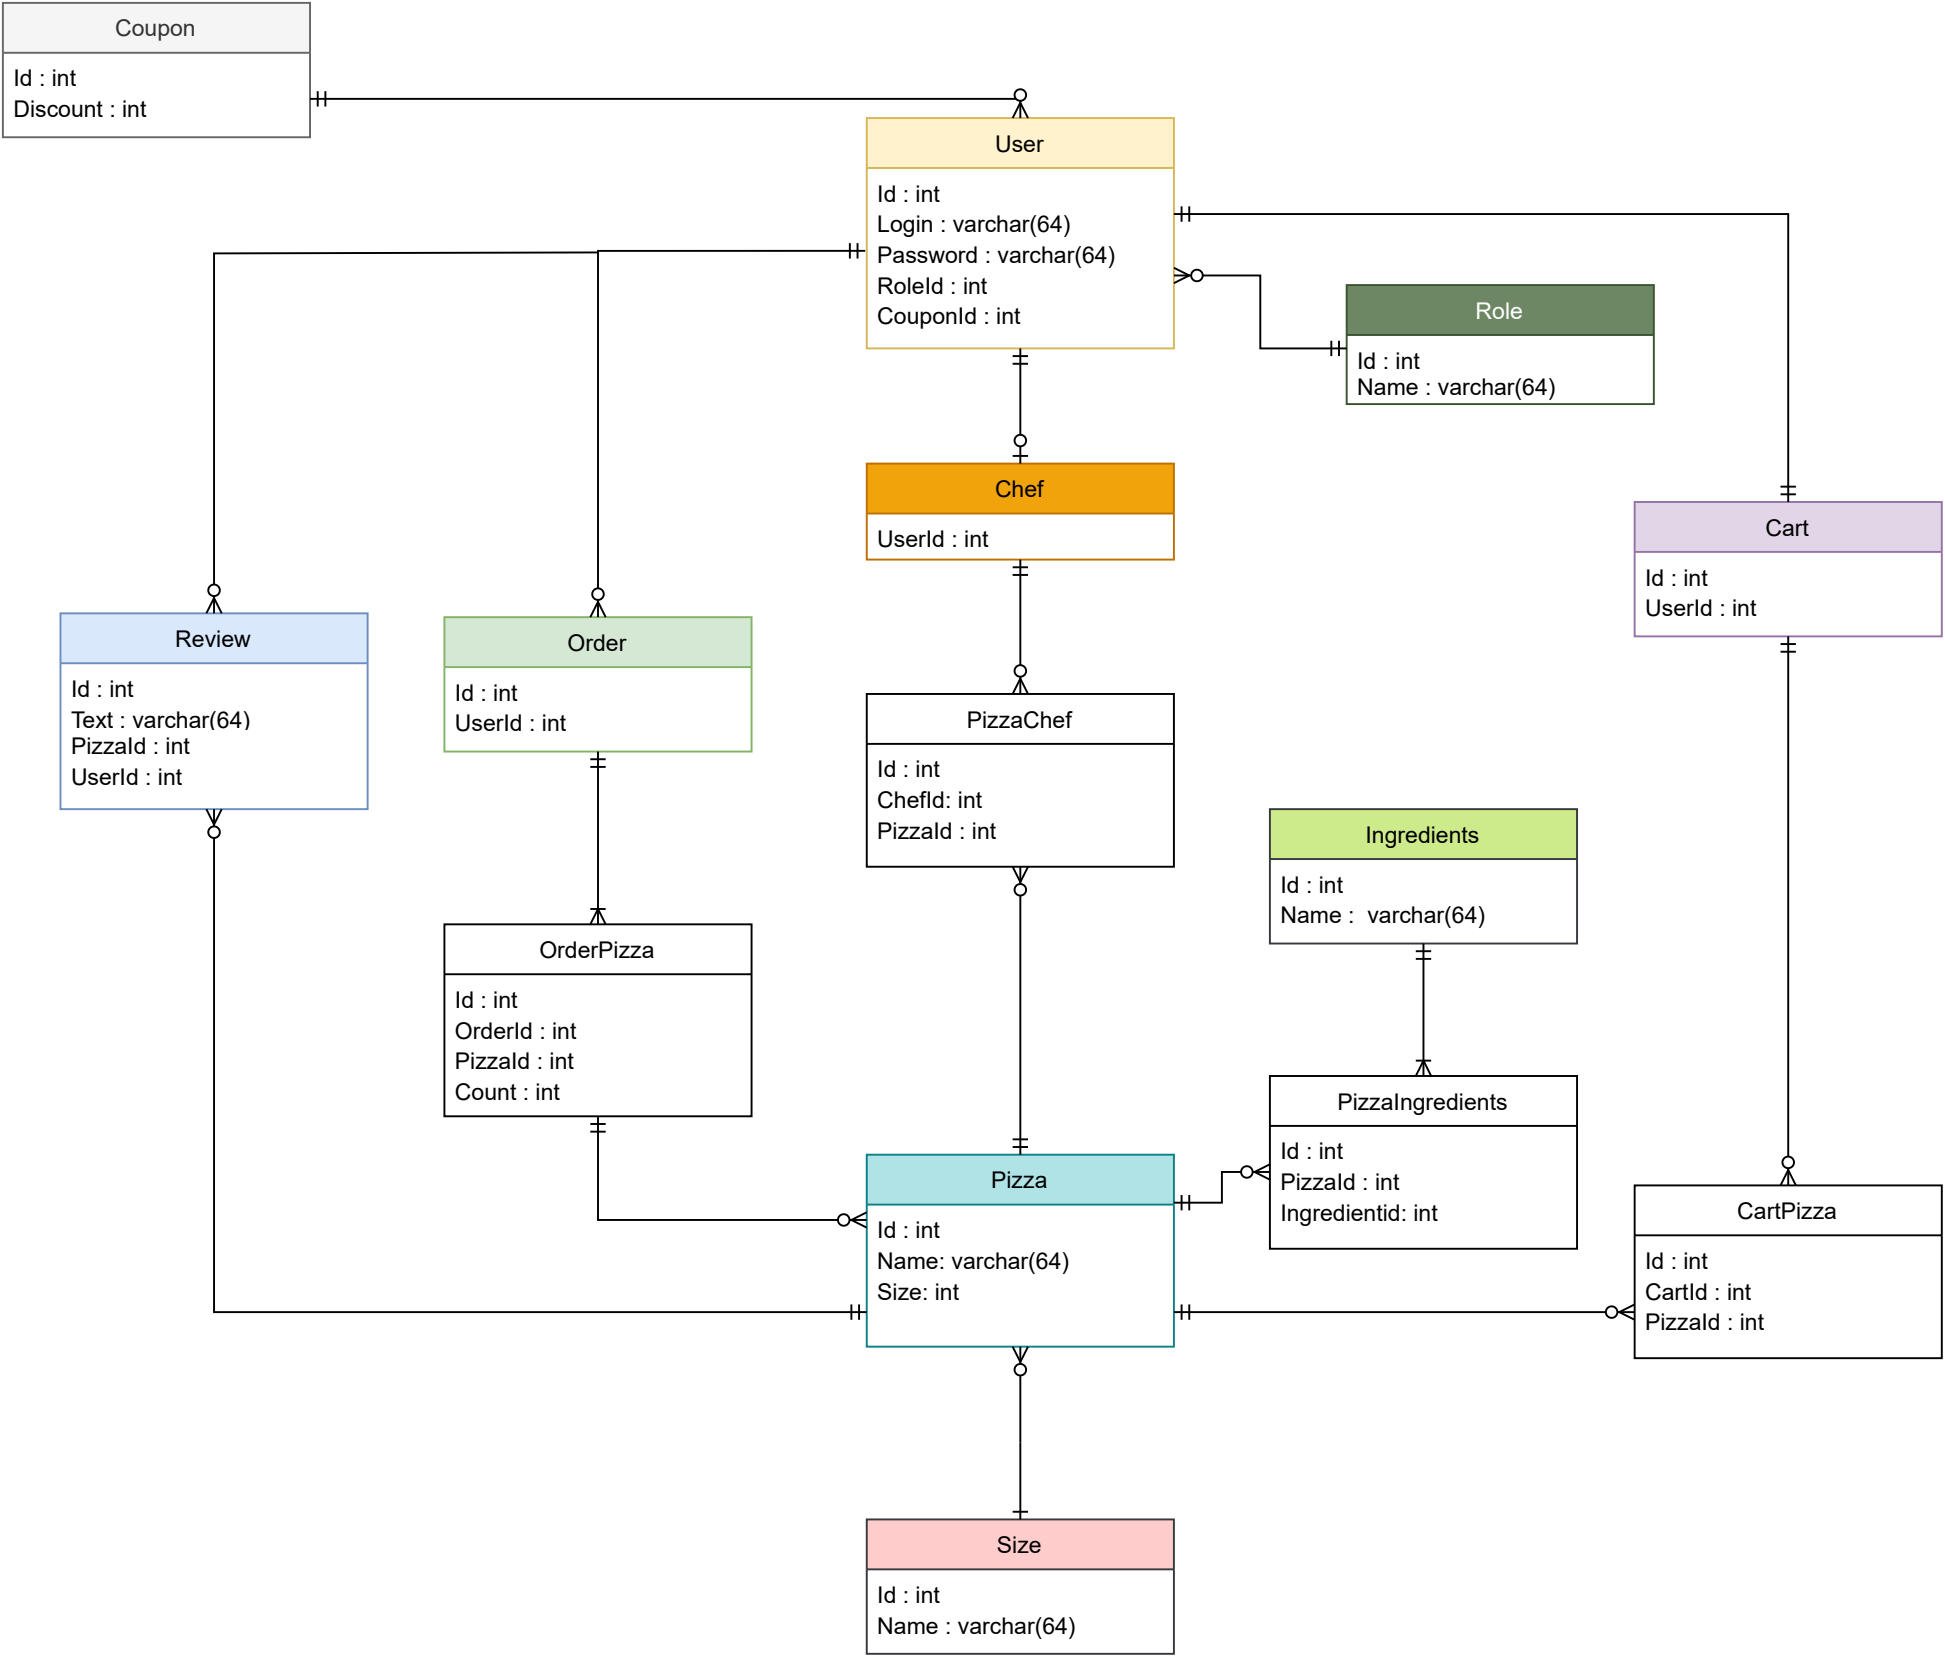 Coupon
Id : int
Discount : int
User
Id : int
Login : varchar(64)
Password : varchar(64)
RoleId : int
CouponId : int
Role
Id : int
Name : varchar(64)
Chef
UserId : int
Cart
Id : int
UserId : int
Review
Id : int
Text : varchar(64)
PizzaId : int
UserId : int
Order
Id : int
UserId : int
PizzaChef
Id : int
ChefId: int
PizzaId : int
Ingredients
Id : int
Name :  varchar(64)
OrderPizza
Id : int
OrderId : int
PizzaId : int
Count : int
PizzaIngredients
Id : int
PizzaId : int
Ingredientid: int
Pizza
Id : int
Name: varchar(64)
Size: int
CartPizza
Id : int
CartId : int
PizzaId : int
Size
Id : int
Name : varchar(64)